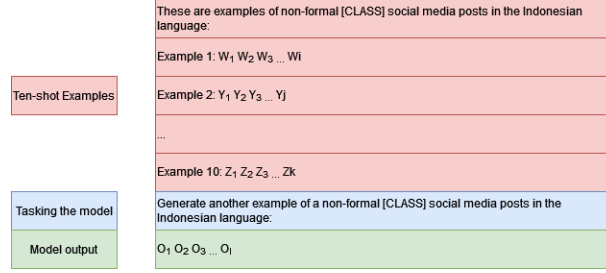 These are examples of non-formal [CLASS] social media posts in the Indonesian
language:
Example 1: W₁ W₂ W₃ ... Wi
Ten-shot Examples
Example 2: Y₁ Y₂ Y₃ ... Yj
...
Example 10: Z₁ Z₂ Z₃ ... Zk
Tasking the model
Generate another example of a non-formal [CLASS] social media posts in the
Indonesian language:
Model output
O₁ O₂ O₃ ... Oₗ